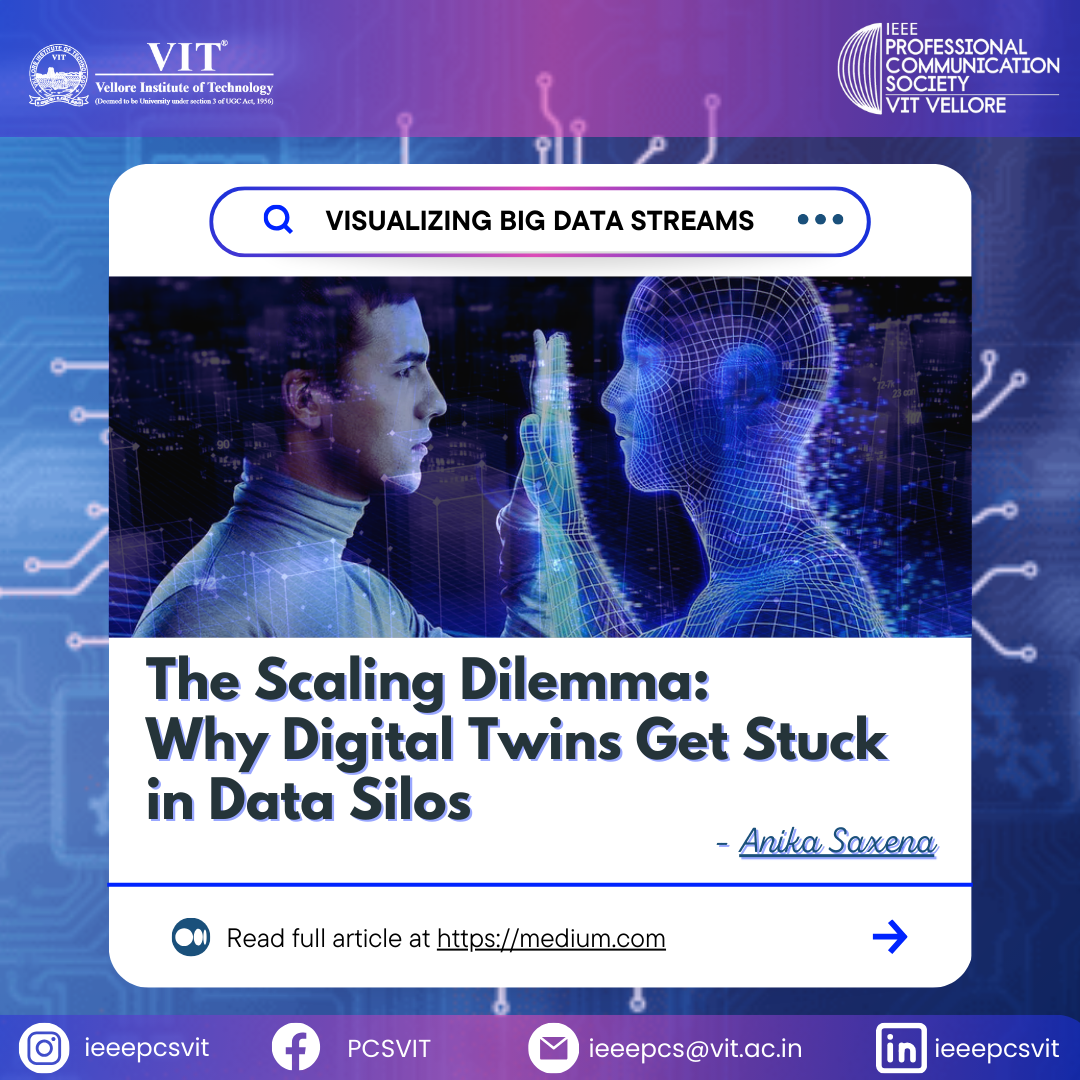 VIT®
Vellore Institute of Technology
(Deemed to be University under section 3 of UGC Act, 1956)
IEEE
PROFESSIONAL
COMMUNICATION
SOCIETY
VIT VELLORE
VISUALIZING BIG DATA STREAMS
The Scaling Dilemma:
Why Digital Twins Get Stuck
in Data Silos
- Anika Saxena
Read full article at https://medium.com
ieeepcsvit
PCSVIT
ieeepcs@vit.ac.in
ieeepcsvit